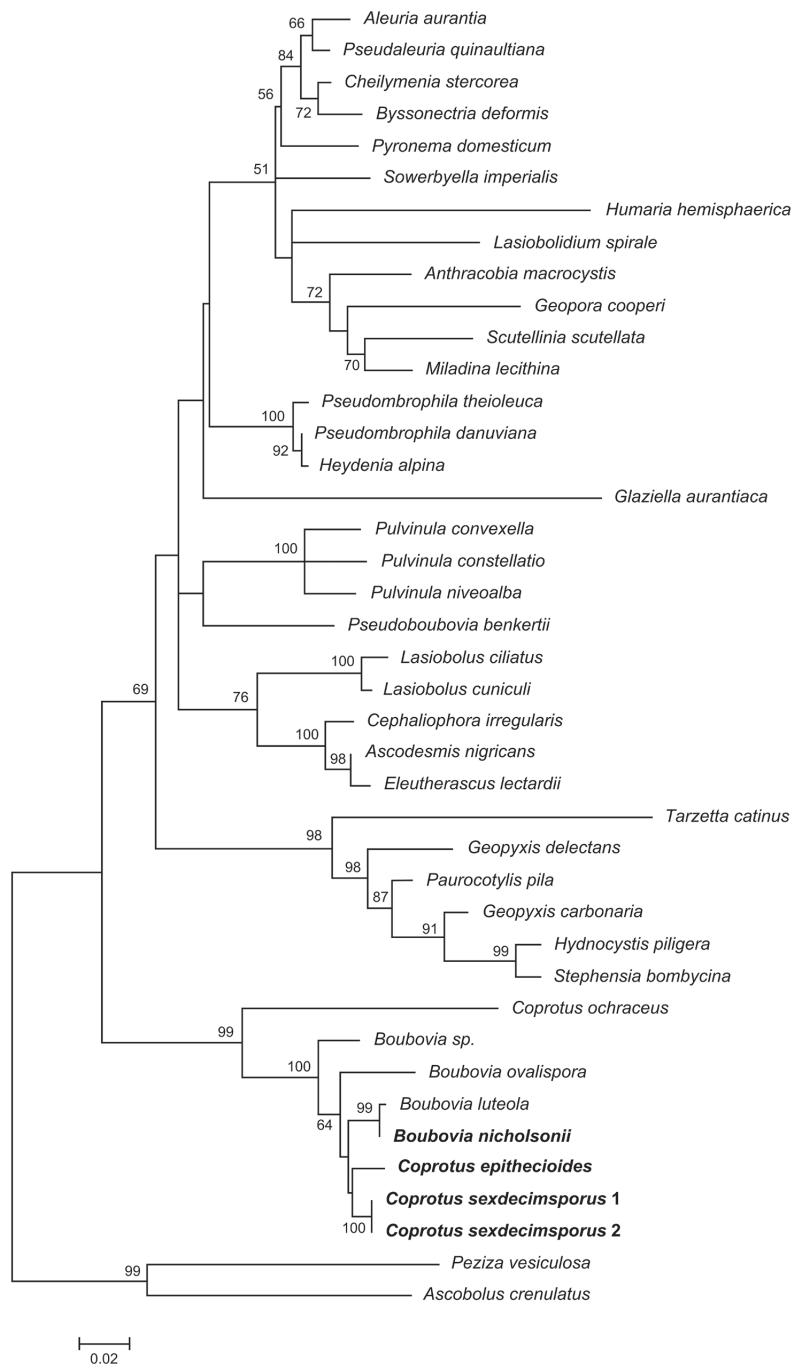 66
Aleuria aurantia
Pseudaleuria quinaultiana
84
Cheilymenia stercorea
56
72
Byssonectria deformis
Pyronema domesticum
51
Sowerbyella imperialis
Humaria hemisphaerica
Lasiobolidium spirale
Anthracobia macrocystis
72
Geopora cooperi
Scutellinia scutellata
70
Miladina lecithina
Pseudombrophila theioleuca
100
Pseudombrophila danuviana
92
Heydenia alpina
Glaziella aurantiaca
Pulvinula convexella
100
Pulvinula constellatio
Pulvinula niveoalba
Pseudoboubovia benkertii
100
Lasiobolus ciliatus
69
76
Lasiobolus cuniculi
Cephaliophora irregularis
100
Ascodesmis nigricans
98
Eleutherascus lectardii
Tarzetta catinus
98
Geopyxis delectans
98
Paurocotylis pila
87
Geopyxis carbonaria
91
Hydnocystis piligera
99
Stephensia bombycina
Coprotus ochraceus
99
Boubovia sp.
100
Boubovia ovalispora
99
Boubovia luteola
64
Boubovia nicholsonii
Coprotus epithecioides
Coprotus sexdecimsporus 1
100
Coprotus sexdecimsporus 2
99
Peziza vesiculosa
Ascobolus crenulatus
0.02